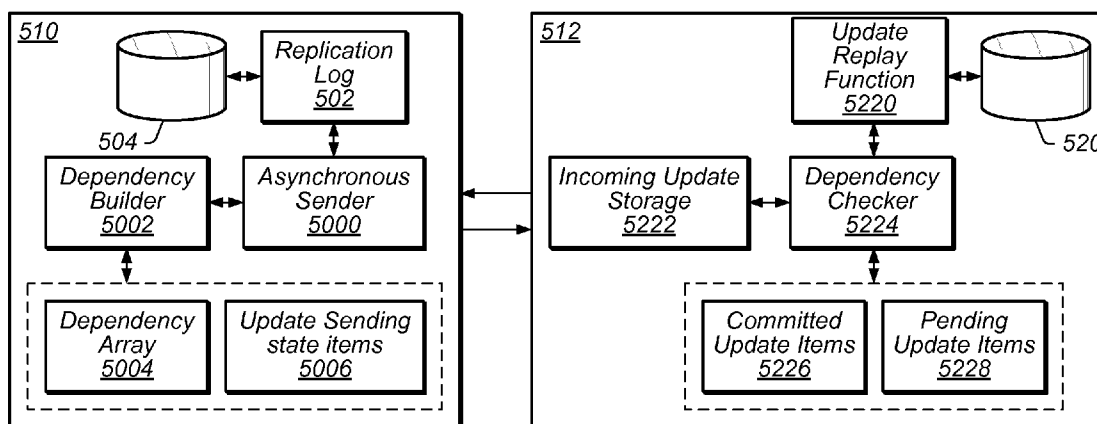 510
Replication
Log
502
504
Dependency
Builder
5002
Asynchronous
Sender
5000
Dependency
Array
5004
Update Sending
state items
5006
512
Update
Replay
Function
5220
520
Incoming Update
Storage
5222
Dependency
Checker
5224
Committed
Update Items
5226
Pending
Update Items
5228